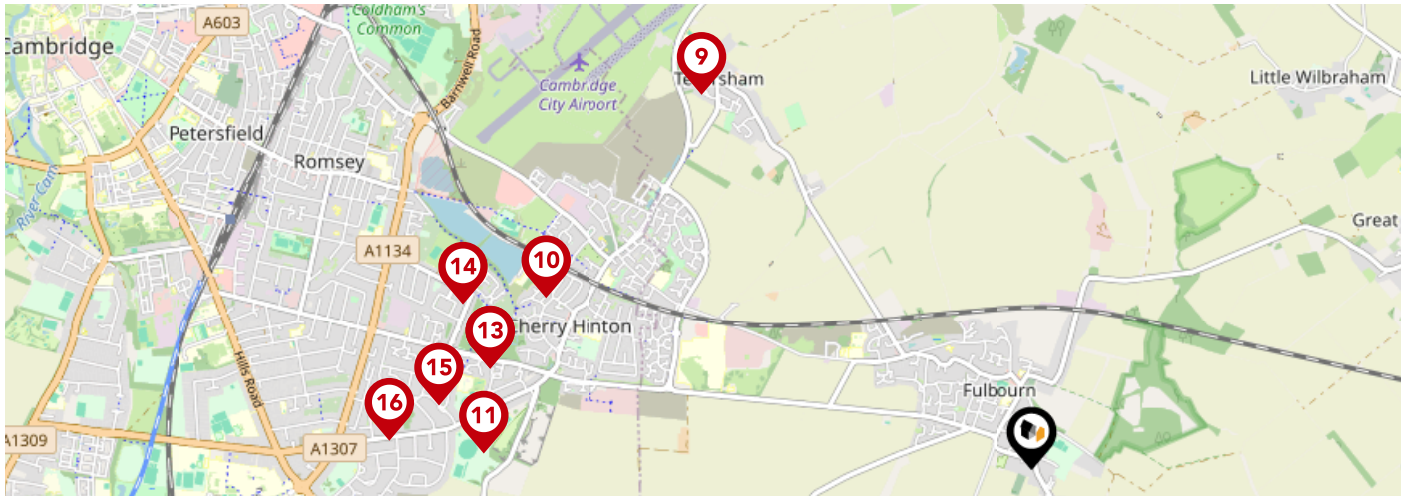 A603
Coldham's
Common
Cambridge
Barnwell Road
9
Cambridge
City Airport
Little Wilbraham
Petersfield
Romsey
River Cam
Great
A1134
14
10
13
Cherry Hinton
15
Hills Road
16
11
Fulbourn
A1309
A1307